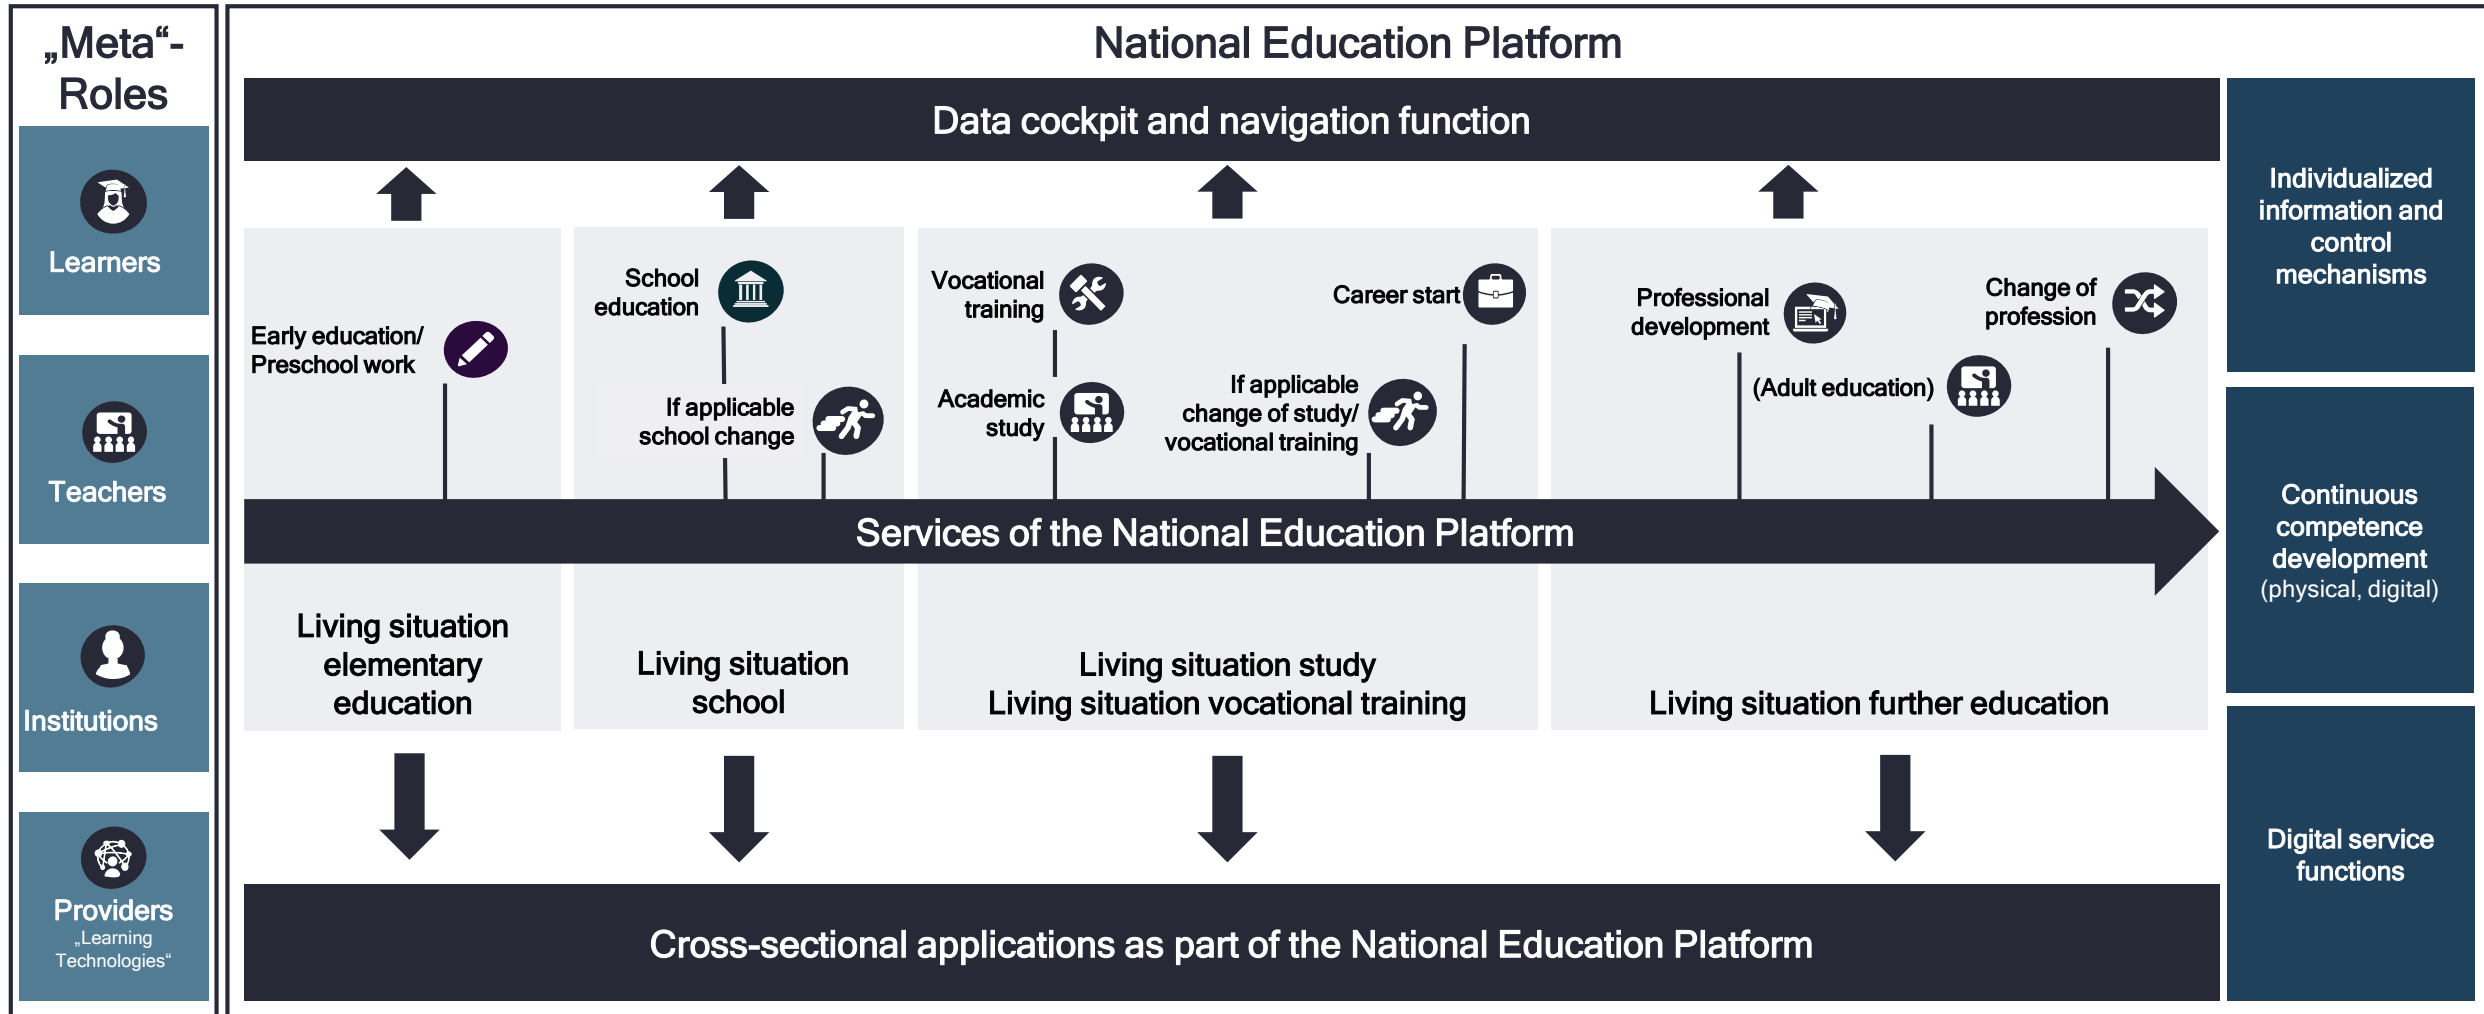 „Meta“-
Roles
Learners
Teachers
Institutions
Providers
„Learning
Technologies“
National Education Platform
Data cockpit and navigation function
Early education/
Preschool work
School
education
If applicable
school change
Vocational
training
Academic
study
Career start
If applicable
change of study/
vocational training
Professional
development
(Adult education)
Change of
profession
Services of the National Education Platform
Living situation
elementary
education
Living situation
school
Living situation study
Living situation vocational training
Living situation further education
Cross-sectional applications as part of the National Education Platform
Individualized
information and
control
mechanisms
Continuous
competence
development
(physical, digital)
Digital service
functions